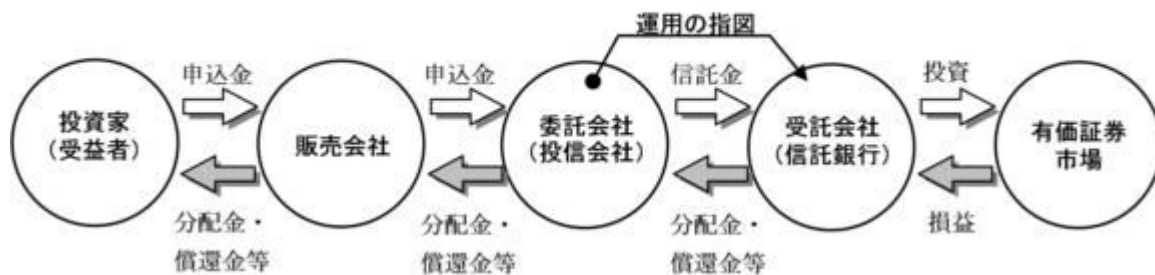 運用の指図
申込金
申込金
信託金
投資
投資家
（受益者）
販売会社
委託会社
（投信会社）
受託会社
（信託銀行）
有価証券
市場
分配金・
償還金等
分配金・
償還金等
分配金・
償還金等
損益